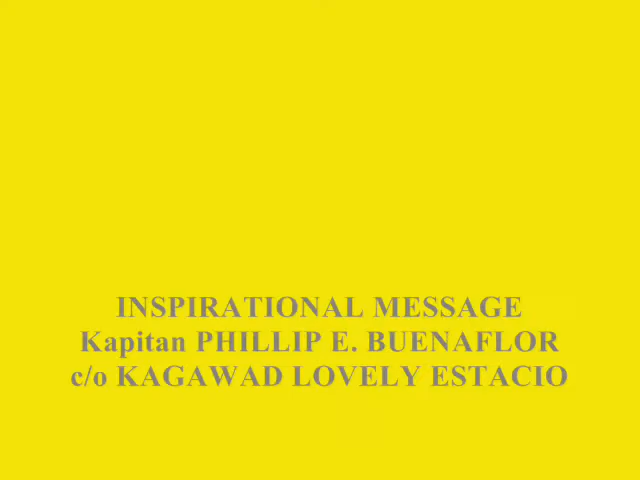 INSPIRATIONAL MESSAGE
Kapitan PHILLIP E. BUENAFLOR
c/o KAGAWAD LOVELY ESTACIO